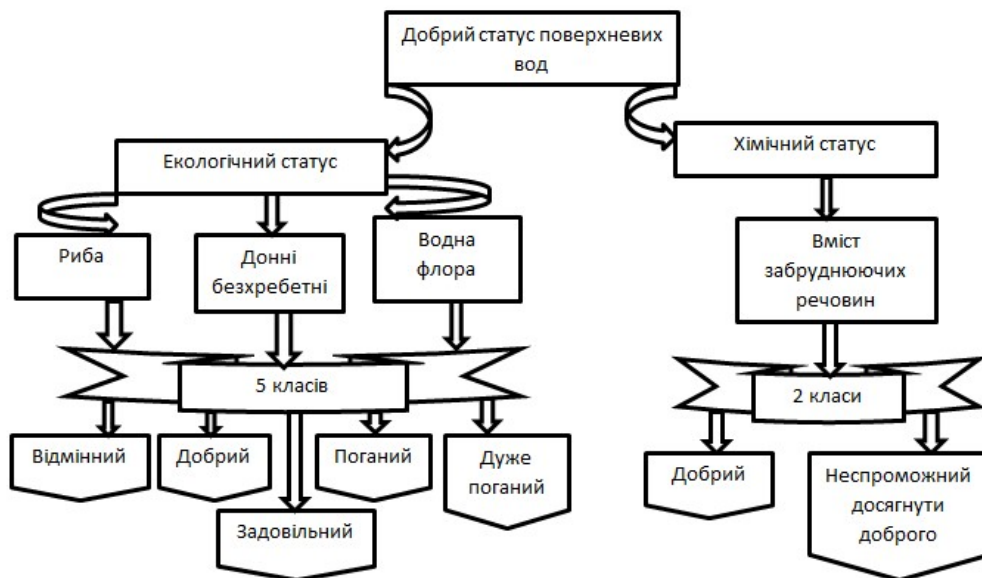 Добрий статус поверхневих
вод
Екологічний статус
Хімічний статус
Риба
Донні
безхребетні
Водна
флора
Вміст
забруднюючих
речовин
5 класів
2 класи
Відмінний
Добрий
Задовільний
Поганий
Дуже
поганий
Добрий
Неспроможний
досягнути
доброго